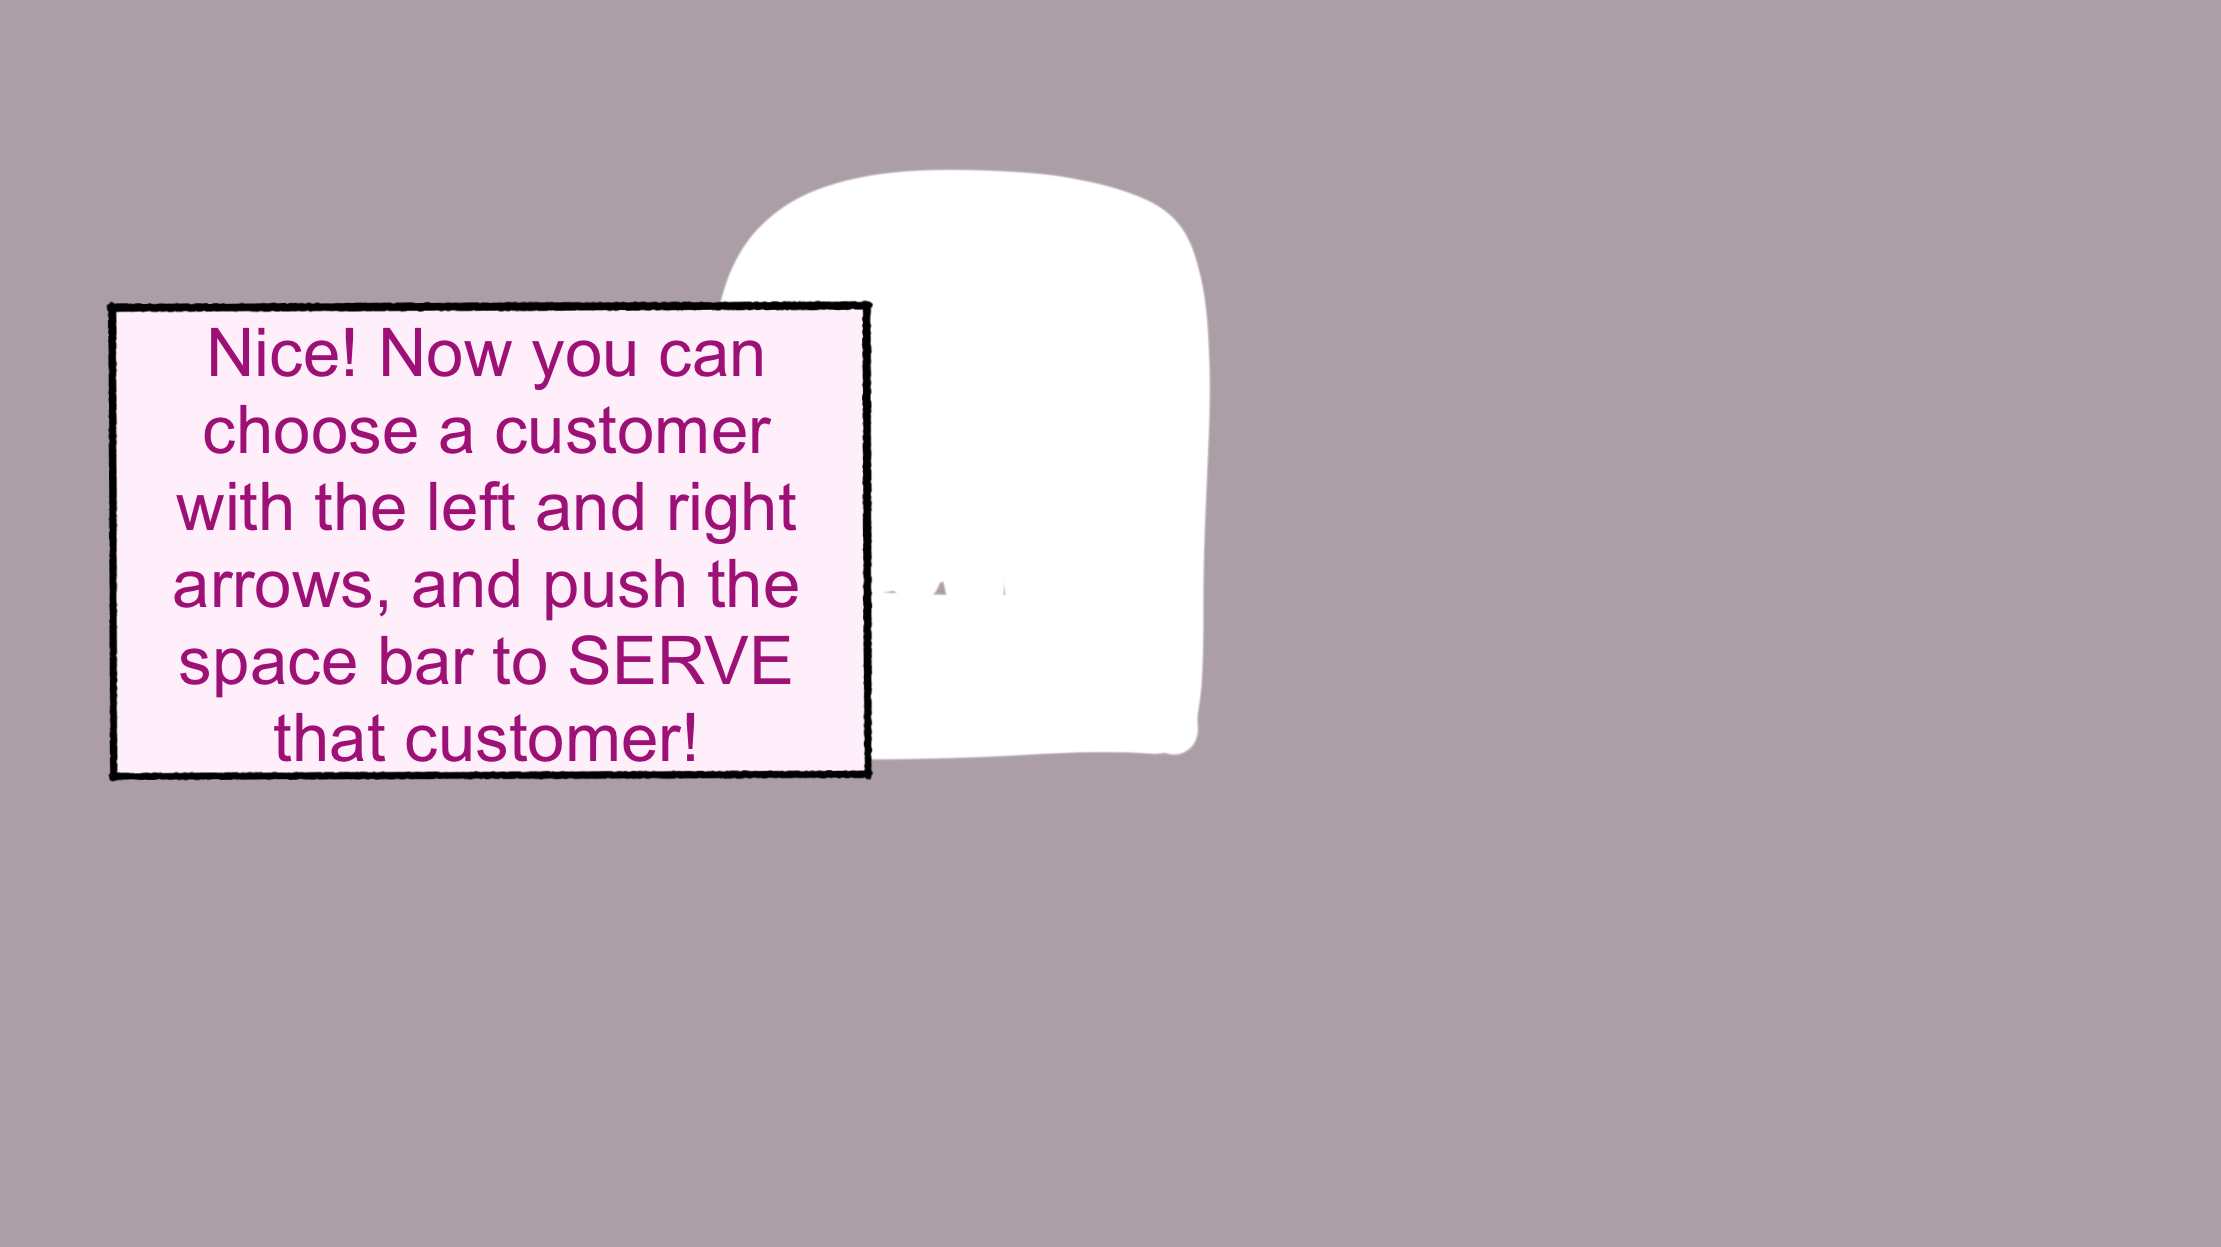 Nice! Now you can
choose a customer
with the left and right
arrows, and push the
space bar to SERVE
that customer!